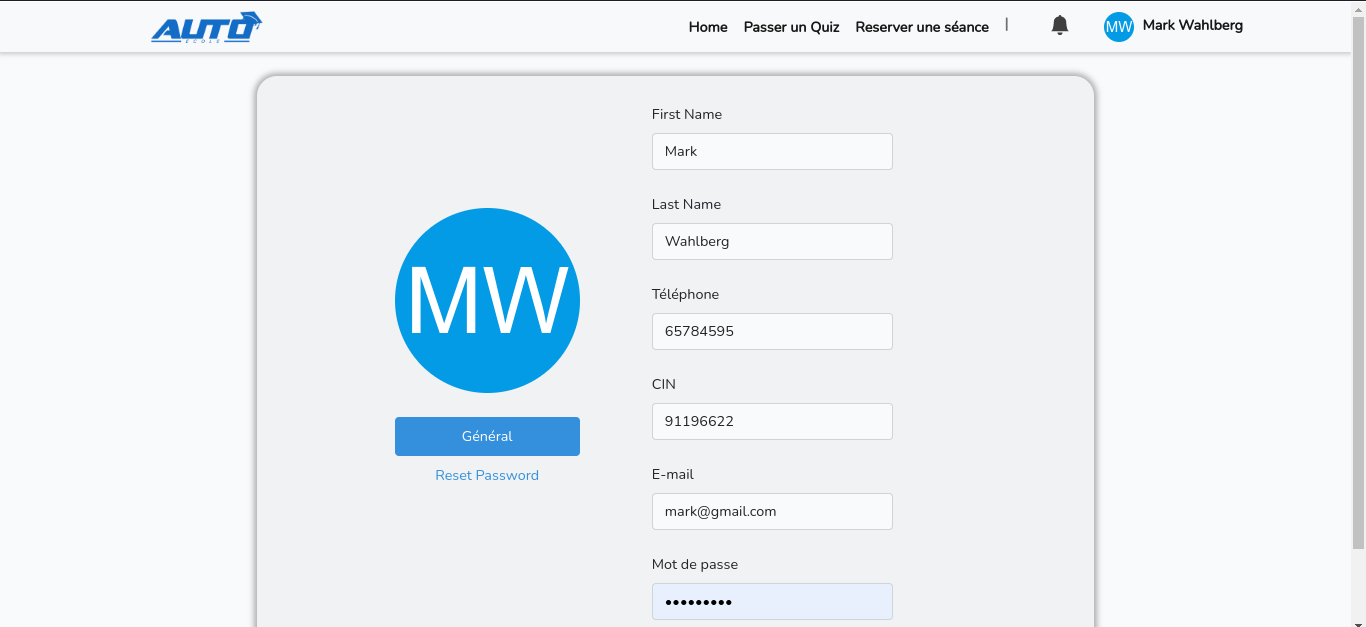 AUTO
ECOLE
Home
Passer un Quiz
Reserver une séance
|
MW
Mark Wahlberg
MW
Général
Reset Password
First Name
Mark
Last Name
Wahlberg
Téléphone
65784595
CIN
91196622
E-mail
mark@gmail.com
Mot de passe
•••••••••